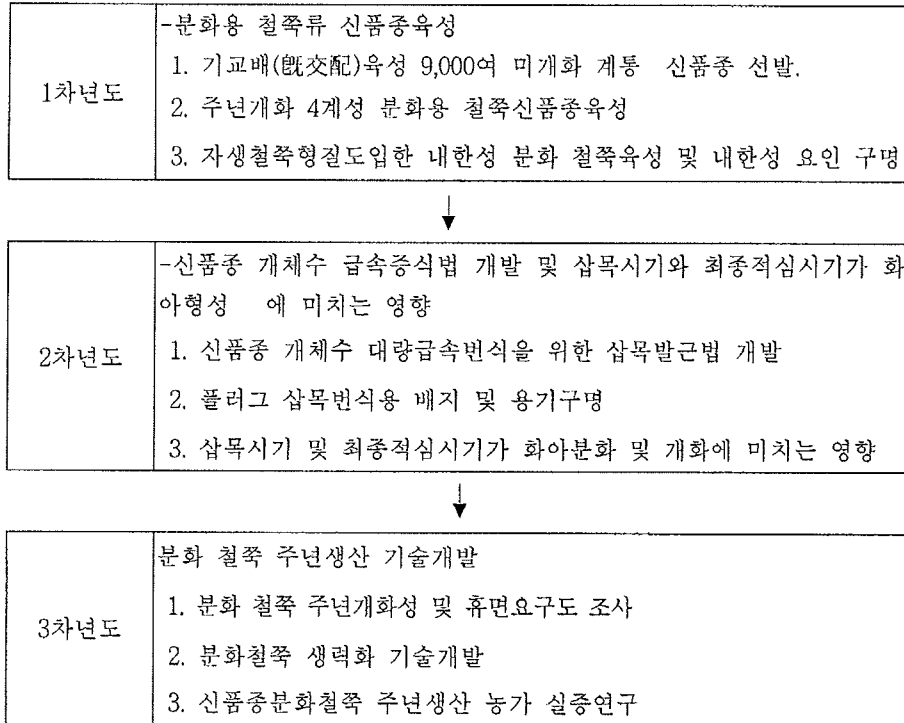 -분화용 철쭉류 신품종육성
1. 기교배(旣交配)육성 9,000여 미개화 계통 신품종 선발.
1차년도
2. 주년개화 4계성 분화용 철쭉신품종육성
3. 자생철쭉형질도입한 내한성 분화 철쭉육성 및 내한성 요인 구명
-신품종 개체수 급속증식법 개발 및 삽목시기와 최종적심시기가 화
아형성 에 미치는 영향
2차년도
1. 신품종 개체수 대량급속번식을 위한 삽목발근법 개발
2. 플러그 삽목번식용 배지 및 용기구명
3. 삽목시기 및 최종적심시기가 화아분화 및 개화에 미치는 영향
분화 철쭉 주년생산 기술개발
3차년도
1. 분화 철쭉 주년개화성 및 휴면요구도 조사
2. 분화철쭉 생력화 기술개발
3. 신품종분화철쭉 주년생산 농가 실증연구